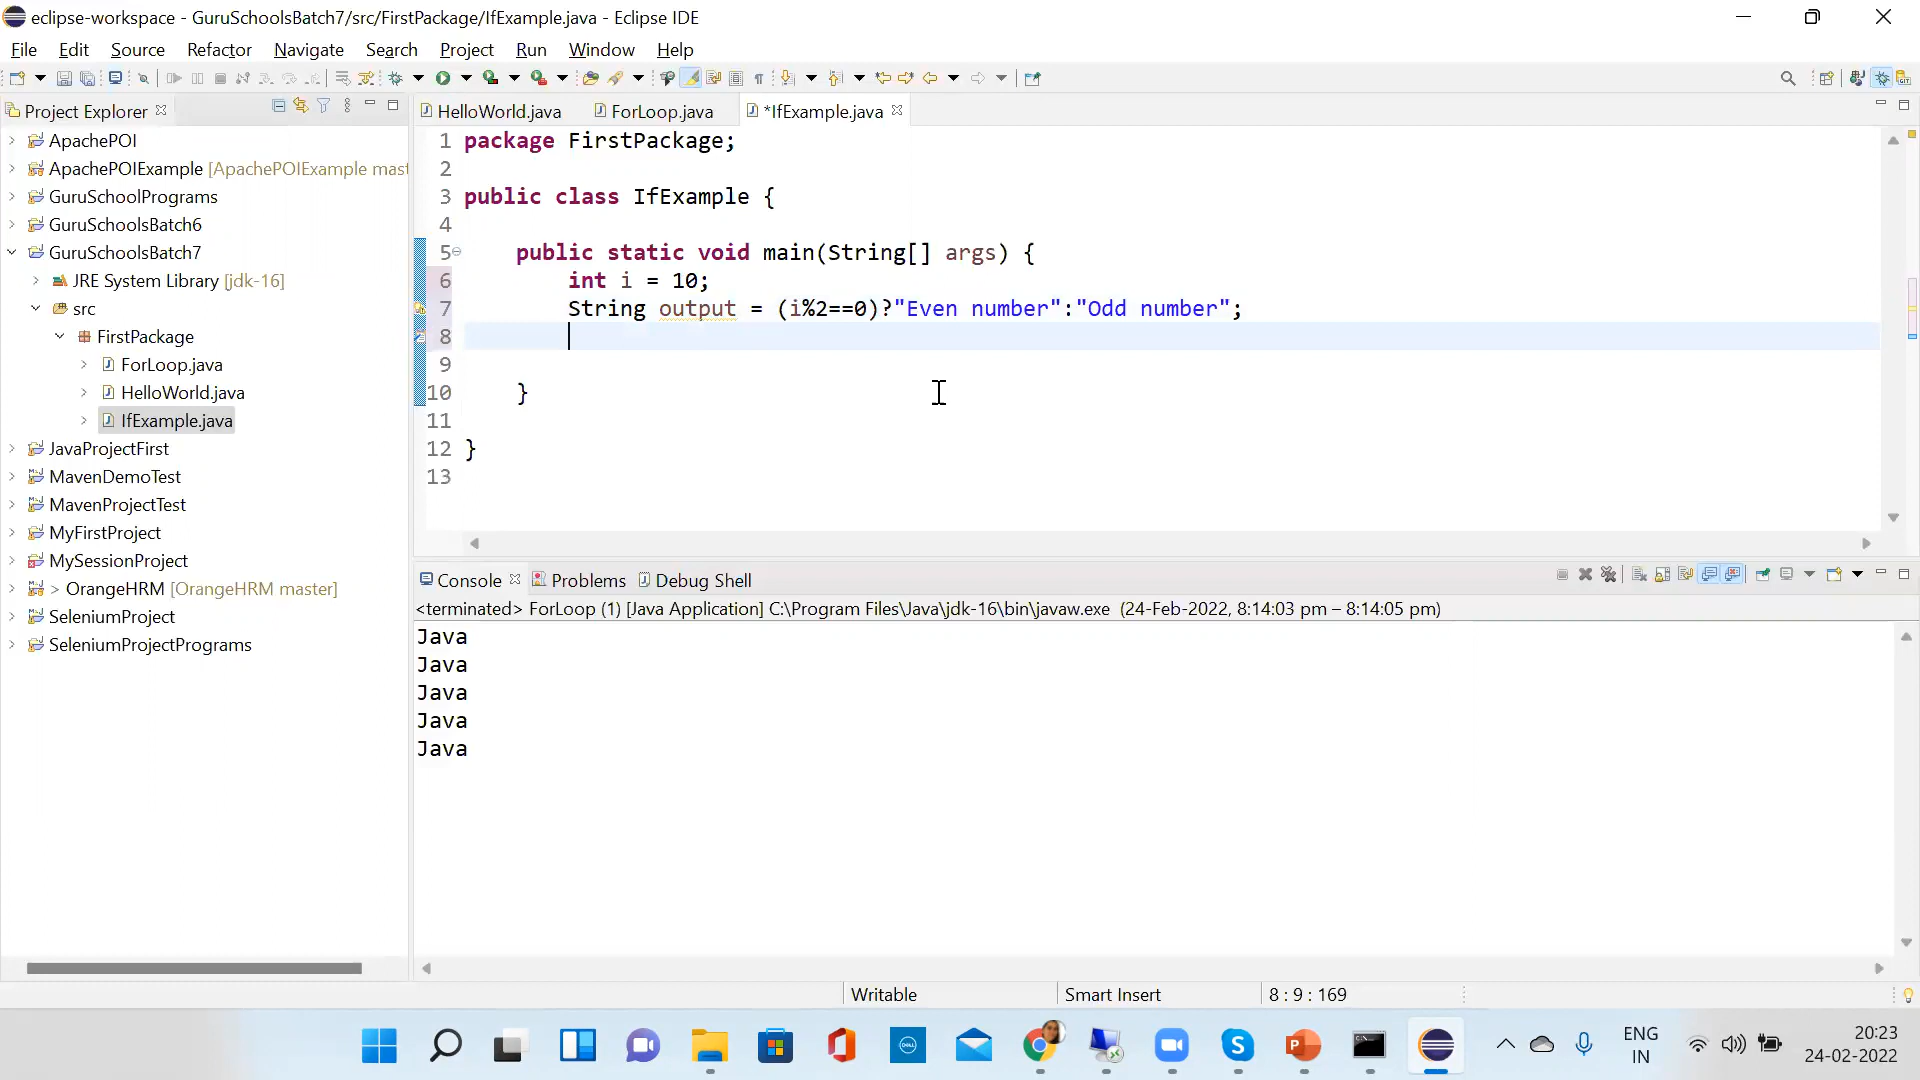 eclipse-workspace - GuruSchoolsBatch7/src/FirstPackage/IfExample.java - Eclipse IDE
File Edit Source Refactor Navigate Search Project Run Window Help
Project Explorer
HelloWorld.java ForLoop.java *IfExample.java
ApachePOI
ApachePOIExample [ApachePOIExample mast
GuruSchoolPrograms
GuruSchoolsBatch6
GuruSchoolsBatch7
JRE System Library [jdk-16]
src
FirstPackage
ForLoop.java
HelloWorld.java
IfExample.java
JavaProjectFirst
MavenDemoTest
MavenProjectTest
MyFirstProject
MySessionProject
> OrangeHRM [OrangeHRM master]
SeleniumProject
SeleniumProjectPrograms
1 package FirstPackage;
2
3 public class IfExample {
4
5 public static void main(String[] args) {
6 int i = 10;
7 String output = (i%2==0)?"Even number":"Odd number";
8
9
10 }
11
12 }
13
Console Problems Debug Shell
<terminated> ForLoop (1) [Java Application] C:\Program Files\Java\jdk-16\bin\javaw.exe (24-Feb-2022, 8:14:03 pm – 8:14:05 pm)
Java
Java
Java
Java
Java
Writable Smart Insert 8 : 9 : 169
ENG
IN
20:23
24-02-2022